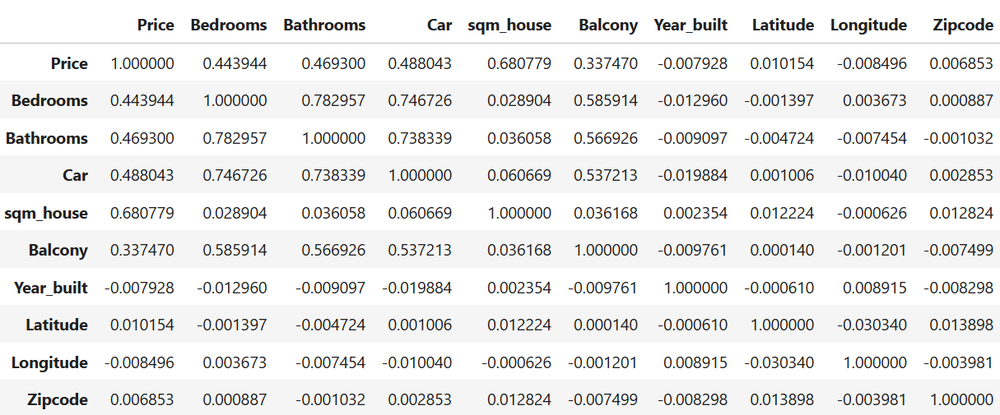 Price Bedrooms Bathrooms Car sqm_house Balcony Year_built Latitude Longitude Zipcode
Price 1.000000 0.443944 0.469300 0.488043 0.680779 0.337470 -0.007928 0.010154 -0.008496 0.006853
Bedrooms 0.443944 1.000000 0.782957 0.746726 0.028904 0.585914 -0.012960 -0.001397 0.003673 0.000887
Bathrooms 0.469300 0.782957 1.000000 0.738339 0.036058 0.566926 -0.009097 -0.004724 -0.007454 -0.001032
Car 0.488043 0.746726 0.738339 1.000000 0.060669 0.537213 -0.019884 0.001006 -0.010040 0.002853
sqm_house 0.680779 0.028904 0.036058 0.060669 1.000000 0.036168 0.002354 0.012224 -0.000626 0.012824
Balcony 0.337470 0.585914 0.566926 0.537213 0.036168 1.000000 -0.009761 0.000140 -0.001201 -0.007499
Year_built -0.007928 -0.012960 -0.009097 -0.019884 0.002354 -0.009761 1.000000 -0.000610 0.008915 -0.008298
Latitude 0.010154 -0.001397 -0.004724 0.001006 0.012224 0.000140 -0.000610 1.000000 -0.030340 0.013898
Longitude -0.008496 0.003673 -0.007454 -0.010040 -0.000626 -0.001201 0.008915 -0.030340 1.000000 -0.003981
Zipcode 0.006853 0.000887 -0.001032 0.002853 0.012824 -0.007499 -0.008298 0.013898 -0.003981 1.000000